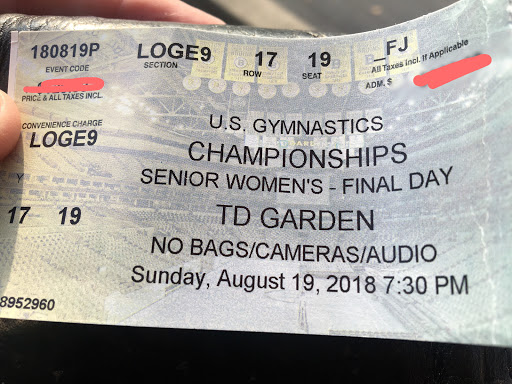 180819P LOGE9 17 19 FJ
EVENT CODE SECTION ROW SEAT ADM. $ All Taxes Incl. If Applicable
PRICE & ALL TAXES INCL.
CONVENIENCE CHARGE
LOGE9
17 19
8952960
U.S. GYMNASTICS
CHAMPIONSHIPS
SENIOR WOMEN'S - FINAL DAY
TD GARDEN
NO BAGS/CAMERAS/AUDIO
Sunday, August 19, 2018 7:30 PM